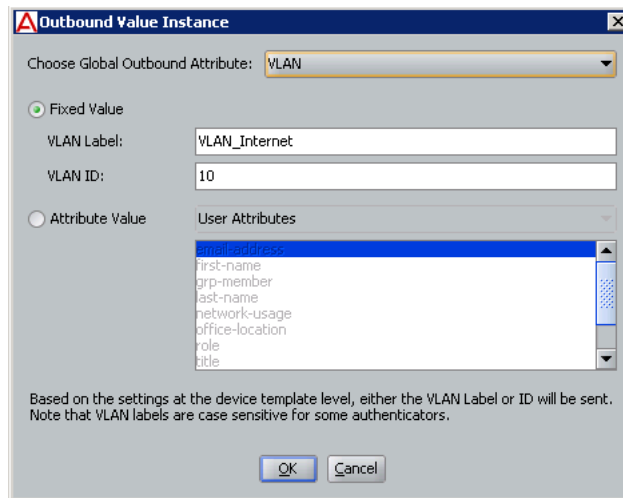 Outbound Value Instance
Choose Global Outbound Attribute: VLAN
Fixed Value
VLAN Label: VLAN_Internet
VLAN ID: 10
Attribute Value User Attributes
email-address
first-name
grp-member
last-name
network-usage
office-location
role
title
Based on the settings at the device template level, either the VLAN Label or ID will be sent.
Note that VLAN labels are case sensitive for some authenticators.
OK Cancel